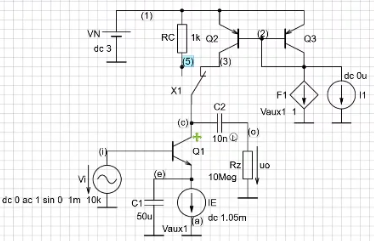 (1)
VN
dc 3
RC
1k
Q2
(2)
Q3
(5)
(3)
dc 0u
X1
F1
I1
Vaux1 1
C2
(c)
10n
L
(o)
(i)
Q1
Vi
(e)
Rz
uo
10Meg
dc 0 ac 1 sin 0 1m 10k
C1
50u
IE
dc 1.05m
(a)
Vaux1